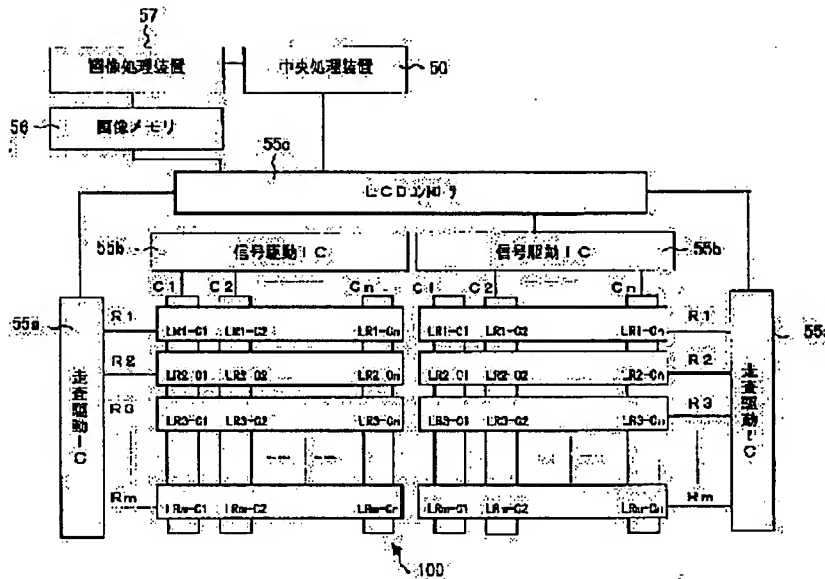 57
画像処理装置
中央処理装置
50
56
画像メモリ
55c
LCDコントローラ
55b
信号駆動IC
信号駆動IC
55b
C1 C2 Cn C1 C2 Cn
55a
R1
LR1-C1 LR1-C2 LR1-Cn
LR1-C1 LR1-C2 LR1-Cn
R1
55a
R2
LR2-C1 LR2-C2 LR2-Cn
LR2-C1 LR2-C2 LR2-Cn
R2
走査駆動IC
R3
LR3-C1 LR3-C2 LR3-Cn
LR3-C1 LR3-C2 LR3-Cn
R3
走査駆動IC
Rm
LRm-C1 LRm-C2 LRm-Cn
LRm-C1 LRm-C2 LRm-Cn
Rm
100